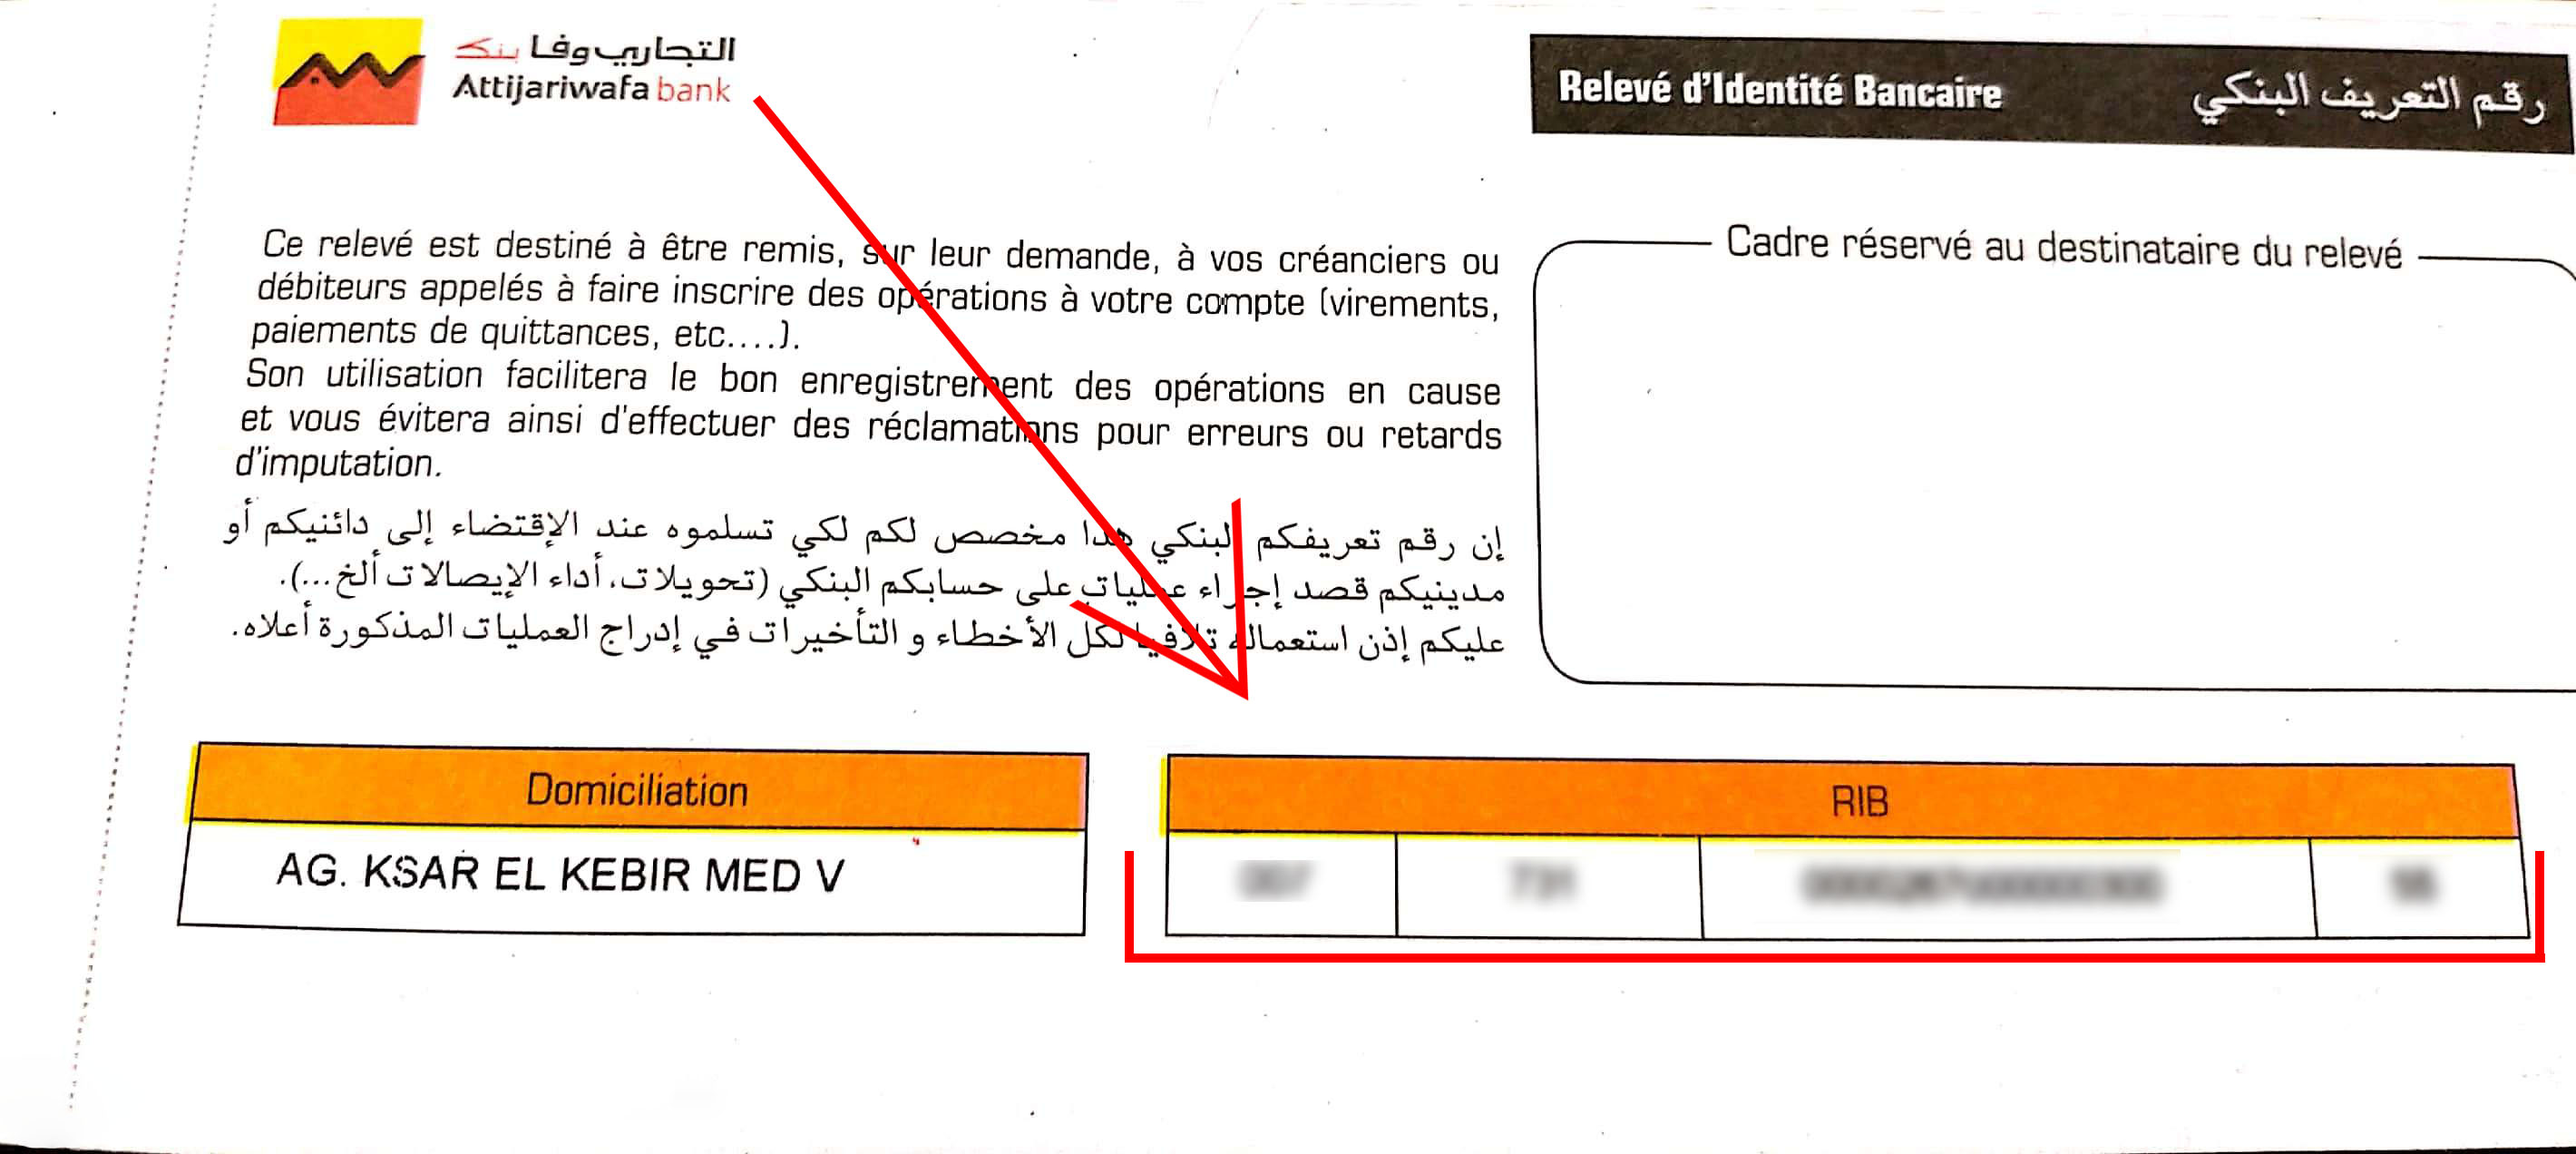 التجاري وفا بنك
Attijariwafa bank
Relevé d'Identité Bancaire رقم التعريف البنكي
Ce relevé est destiné à être remis, sur leur demande, à vos créanciers ou
débiteurs appelés à faire inscrire des opérations à votre compte (virements,
paiements de quittances, etc....).
Son utilisation facilitera le bon enregistrement des opérations en cause
et vous évitera ainsi d'effectuer des réclamations pour erreurs ou retards
d'imputation.
إن رقم تعريفكم البنكي هذا مخصص لكم لكي تسلموه عند الإقتضاء إلى دائنيكم أو
مدينيكم قصد إجراء عمليات على حسابكم البنكي (تحويلات، أداء الإيصالات ألخ...).
عليكم إذن استعماله تلافيا لكل الأخطاء و التأخيرات في إدراج العمليات المذكورة أعلاه.
Cadre réservé au destinataire du relevé
Domiciliation
AG. KSAR EL KEBIR MED V
RIB